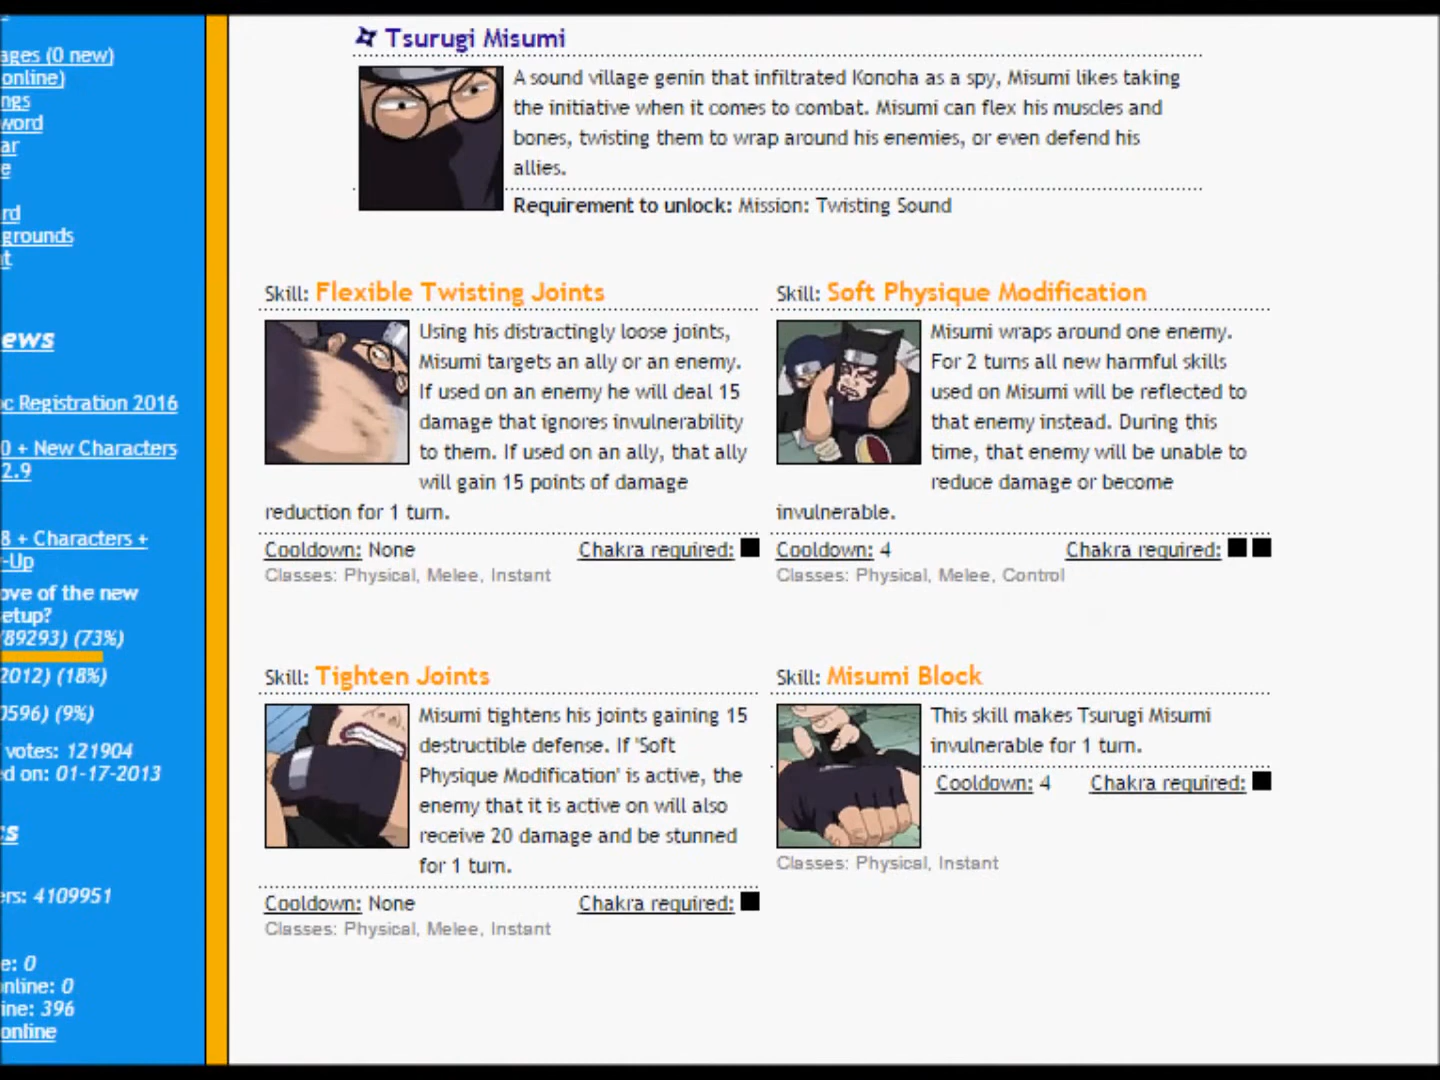 ages (0 new)
online)
ngs
word
ar
e
rd
grounds
t
ews
oc Registration 2016
0 + New Characters
2.9
8 + Characters +
-Up
ove of the new
setup?
(89293) (73%)
2012) (18%)
0596) (9%)
votes: 121904
ed on: 01-17-2013
cs
ers: 4109951
e: 0
online: 0
ine: 396
online
Tsurugi Misumi
A sound village genin that infiltrated Konoha as a spy, Misumi likes taking
the initiative when it comes to combat. Misumi can flex his muscles and
bones, twisting them to wrap around his enemies, or even defend his
allies.
Requirement to unlock: Mission: Twisting Sound
Skill: Flexible Twisting Joints
Using his distractingly loose joints,
Misumi targets an ally or an enemy.
If used on an enemy he will deal 15
damage that ignores invulnerability
to them. If used on an ally, that ally
will gain 15 points of damage
reduction for 1 turn.
Cooldown: None Chakra required:
Classes: Physical, Melee, Instant
Skill: Soft Physique Modification
Misumi wraps around one enemy.
For 2 turns all new harmful skills
used on Misumi will be reflected to
that enemy instead. During this
time, that enemy will be unable to
reduce damage or become
invulnerable.
Cooldown: 4 Chakra required:
Classes: Physical, Melee, Control
Skill: Tighten Joints
Misumi tightens his joints gaining 15
destructible defense. If 'Soft
Physique Modification' is active, the
enemy that it is active on will also
receive 20 damage and be stunned
for 1 turn.
Cooldown: None Chakra required:
Classes: Physical, Melee, Instant
Skill: Misumi Block
This skill makes Tsurugi Misumi
invulnerable for 1 turn.
Cooldown: 4 Chakra required:
Classes: Physical, Instant